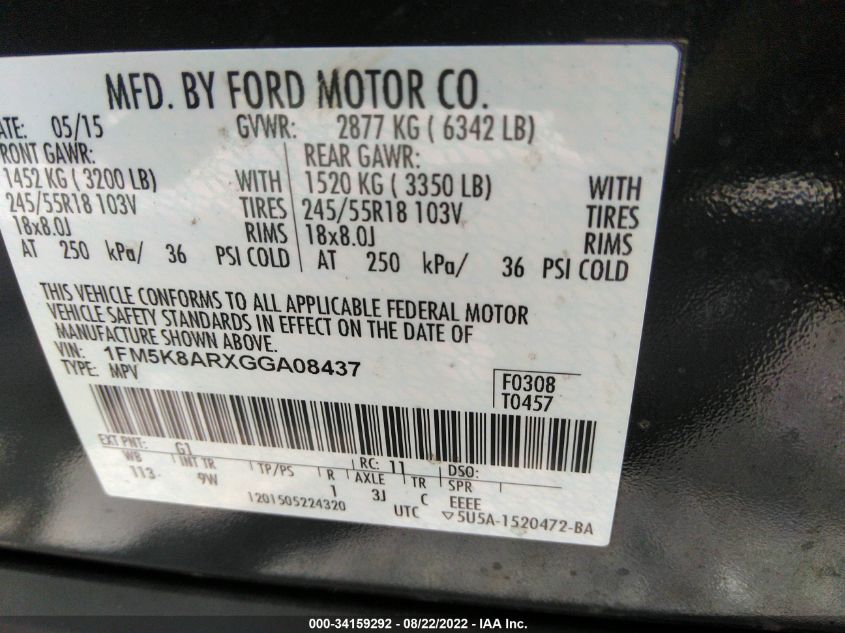 MFD. BY FORD MOTOR CO.
ATE: 05/15 GVWR: 2877 KG ( 6342 LB)
RONT GAWR: REAR GAWR:
1452 KG ( 3200 LB) WITH 1520 KG ( 3350 LB) WITH
245/55R18 103V TIRES 245/55R18 103V TIRES
18x8.0J RIMS 18x8.0J RIMS
AT 250 kPa/ 36 PSI COLD AT 250 kPa/ 36 PSI COLD
THIS VEHICLE CONFORMS TO ALL APPLICABLE FEDERAL MOTOR
VEHICLE SAFETY STANDARDS IN EFFECT ON THE DATE OF
MANUFACTURE SHOWN ABOVE.
VIN: 1FM5K8ARXGGA08437
TYPE: MPV
F0308
T0457
EXT PNT: G1 RC: 11 DSO:
WB INT TR TP/PS R AXLE TR SPR
113 9W 1 3J C EEEE
1201505224320 UTC ▽5U5A-1520472-BA
000-34159292 - 08/22/2022 - IAA Inc.